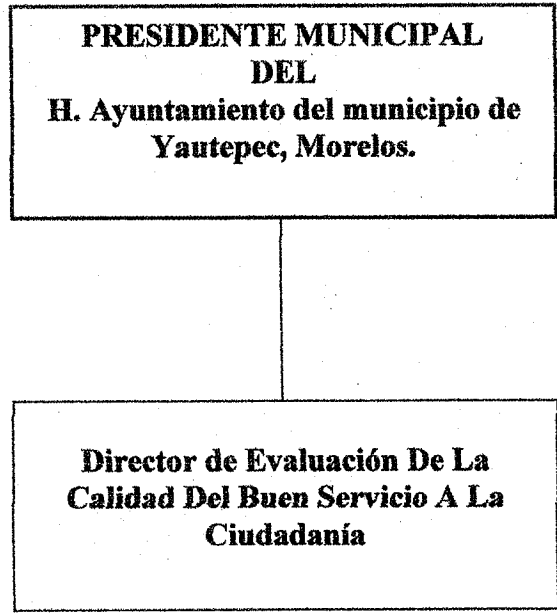 PRESIDENTE MUNICIPAL
DEL
H. Ayuntamiento del municipio de
Yautepec, Morelos.
Director de Evaluación De La
Calidad Del Buen Servicio A La
Ciudadanía